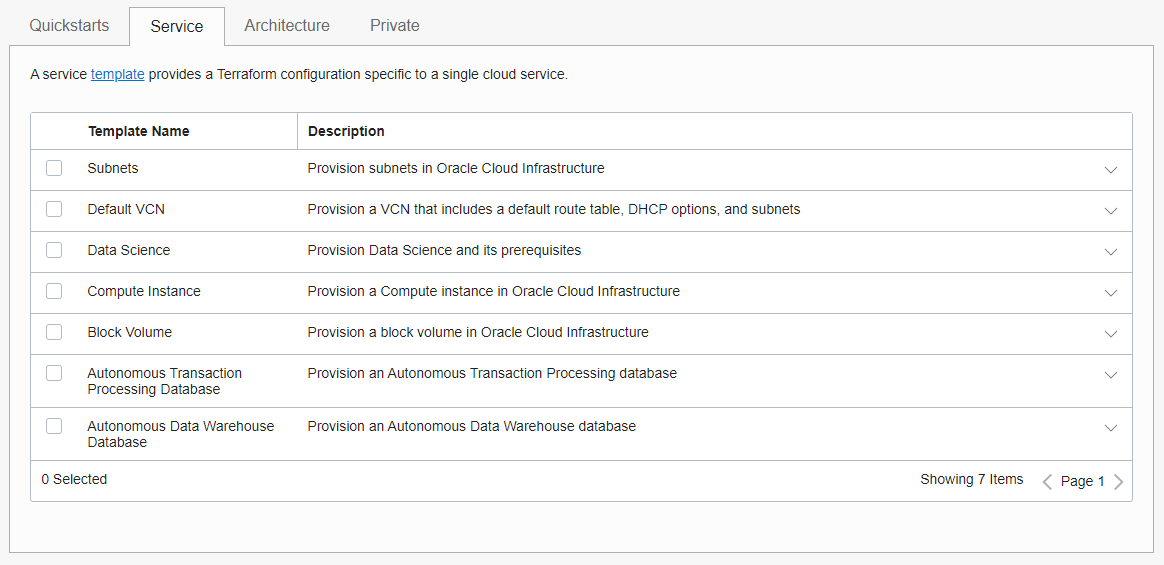 Quickstarts Service Architecture Private
A service template provides a Terraform configuration specific to a single cloud service.
Template Name Description
Subnets Provision subnets in Oracle Cloud Infrastructure
Default VCN Provision a VCN that includes a default route table, DHCP options, and subnets
Data Science Provision Data Science and its prerequisites
Compute Instance Provision a Compute instance in Oracle Cloud Infrastructure
Block Volume Provision a block volume in Oracle Cloud Infrastructure
Autonomous Transaction Provision an Autonomous Transaction Processing database
Processing Database
Autonomous Data Warehouse Provision an Autonomous Data Warehouse database
Database
0 Selected Showing 7 Items Page 1